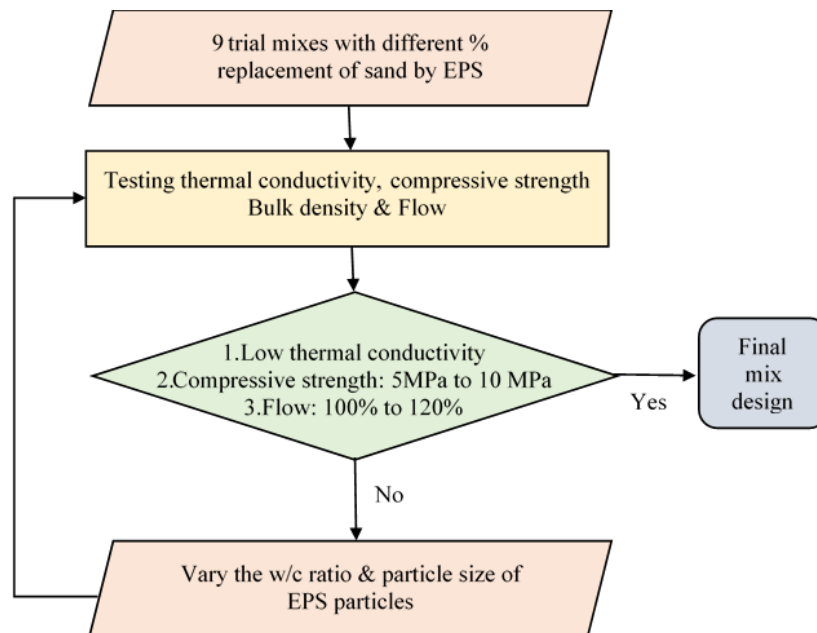 9 trial mixes with different %
replacement of sand by EPS
Testing thermal conductivity, compressive strength
Bulk density & Flow
1.Low thermal conductivity
2.Compressive strength: 5MPa to 10 MPa
3.Flow: 100% to 120%
Yes
Final
mix
design
No
Vary the w/c ratio & particle size of
EPS particles